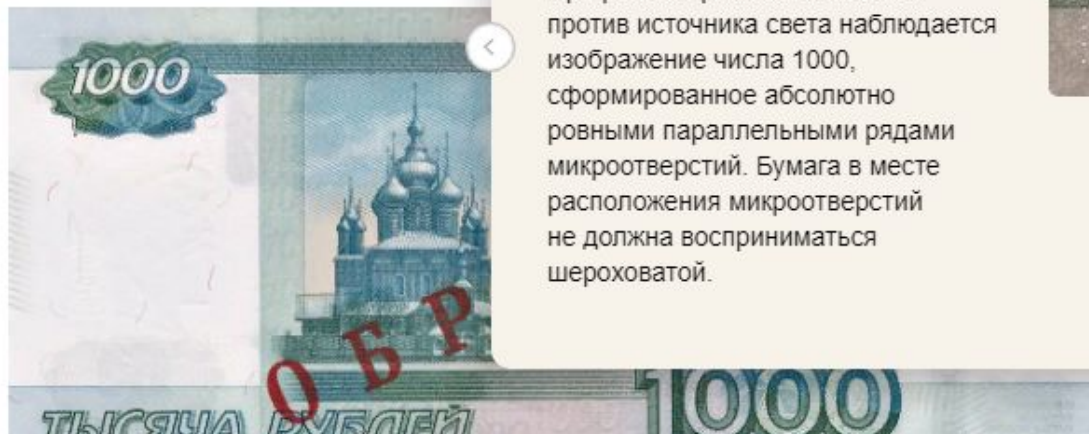 против источника света наблюдается
изображение числа 1000,
сформированное абсолютно
ровными параллельными рядами
микроотверстий. Бумага в месте
расположения микроотверстий
не должна восприниматься
шероховатой.
1000
ОБР
ТЫСЯЧА РУБЛЕЙ
1000